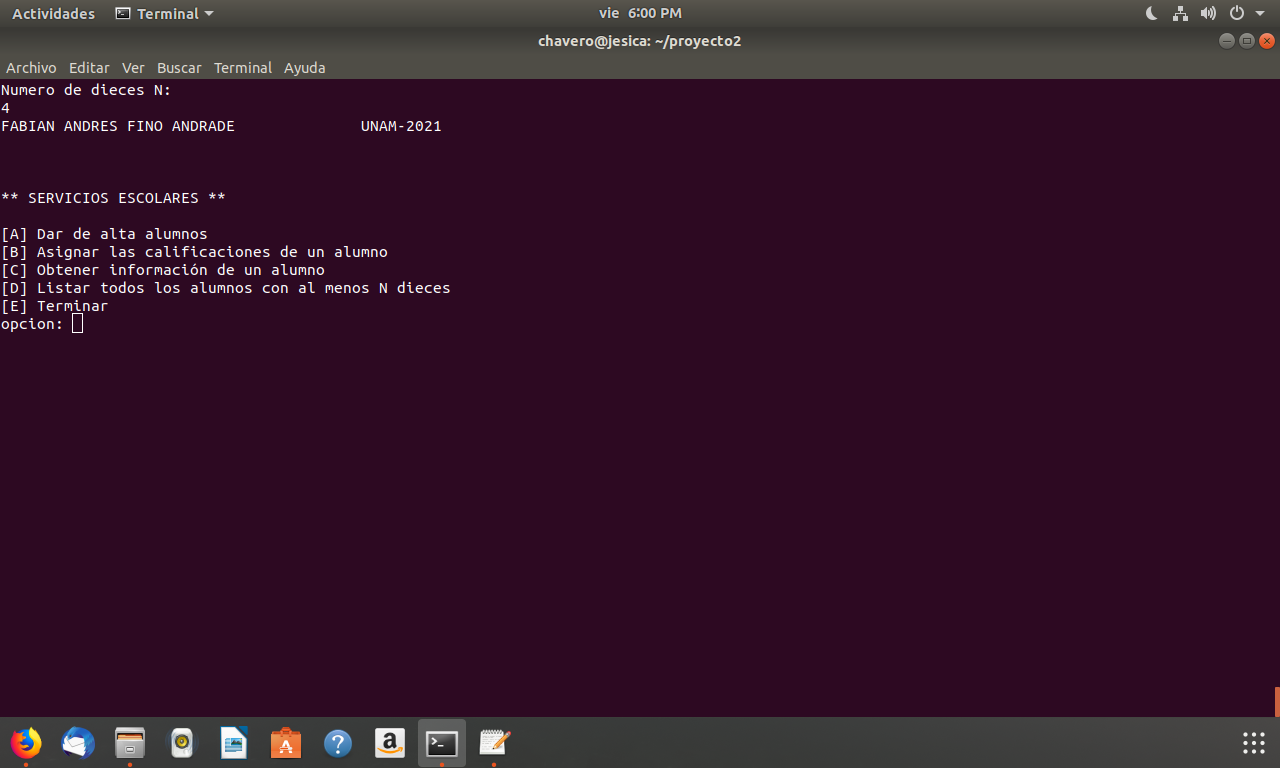 Actividades Terminal vie 6:00 PM
chavero@jesica: ~/proyecto2
Archivo Editar Ver Buscar Terminal Ayuda
Numero de dieces N:
4
FABIAN ANDRES FINO ANDRADE UNAM-2021
** SERVICIOS ESCOLARES **
[A] Dar de alta alumnos
[B] Asignar las calificaciones de un alumno
[C] Obtener información de un alumno
[D] Listar todos los alumnos con al menos N dieces
[E] Terminar
opcion: